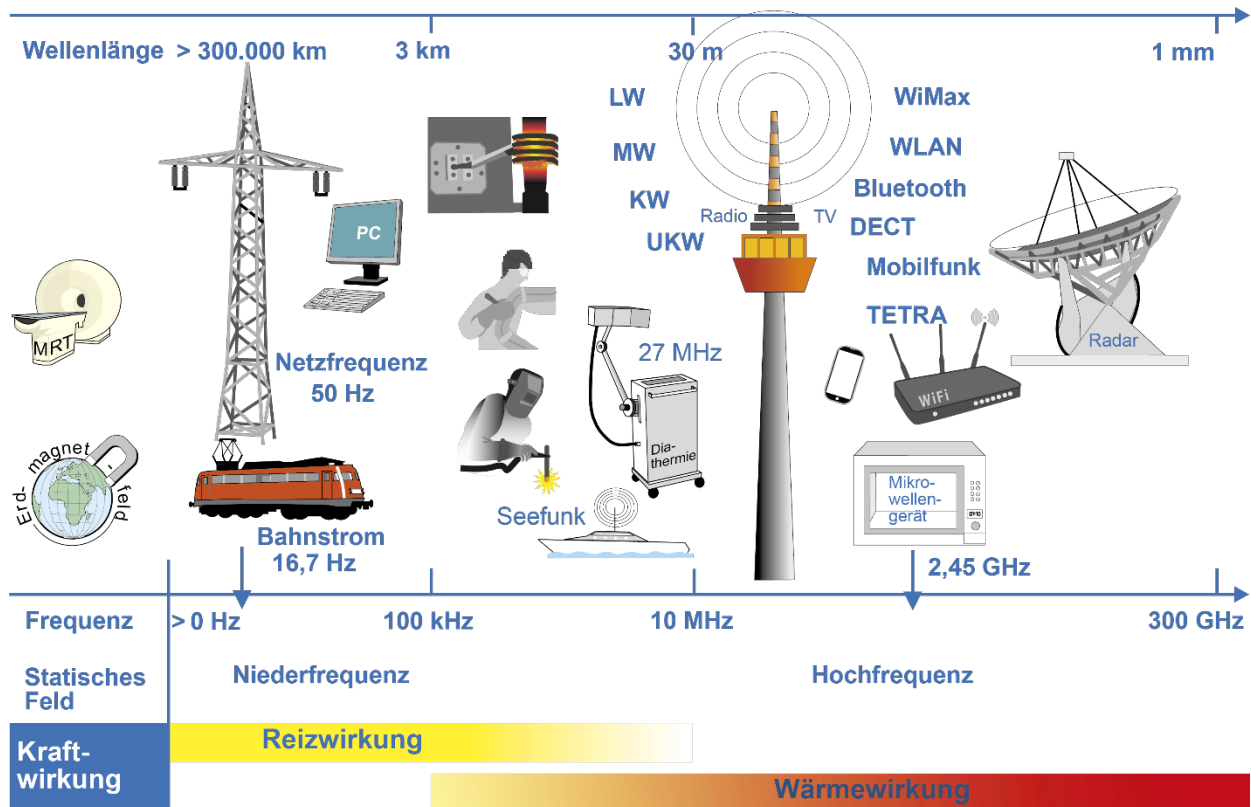 Wellenlänge > 300.000 km 3 km 30 m 1 mm
LW
MW
KW
UKW
Radio TV
WiMax
WLAN
Bluetooth
DECT
Mobilfunk
TETRA
PC
MRT
Netzfrequenz
50 Hz
27 MHz
Dia-
thermie
WiFi
Radar
Erd-
magnet
-
feld
Bahnstrom
16,7 Hz
Seefunk
Mikro-
wellen-
gerät
2,45 GHz
Frequenz > 0 Hz 100 kHz 10 MHz 300 GHz
Statisches
Feld
Niederfrequenz Hochfrequenz
Kraft-
wirkung
Reizwirkung
Wärmewirkung